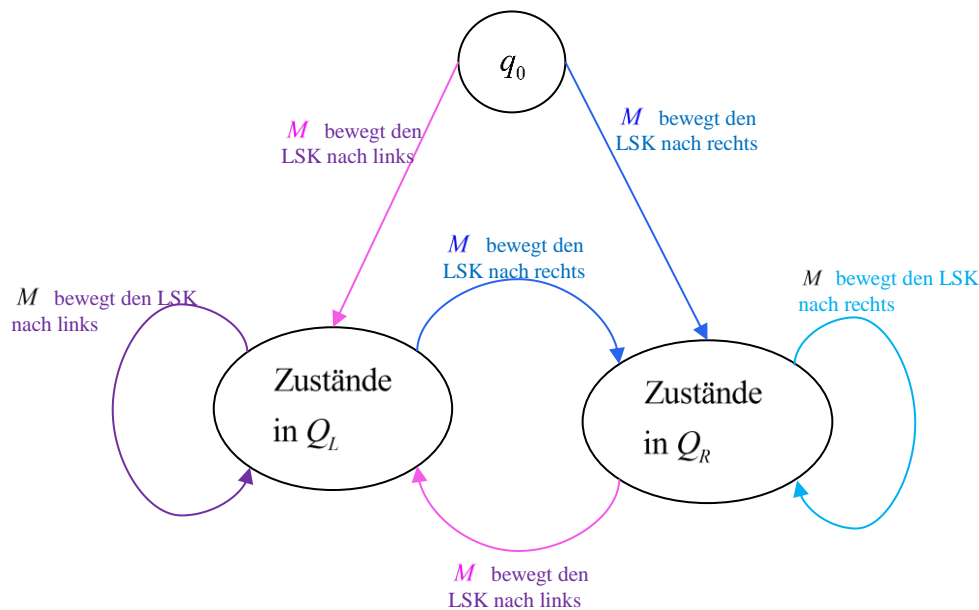 q0
M bewegt den
LSK nach links
M bewegt den
LSK nach rechts
M bewegt den
LSK nach rechts
M bewegt den LSK
nach links
M bewegt den LSK
nach rechts
Zustände
in QL
Zustände
in QR
M bewegt den
LSK nach links